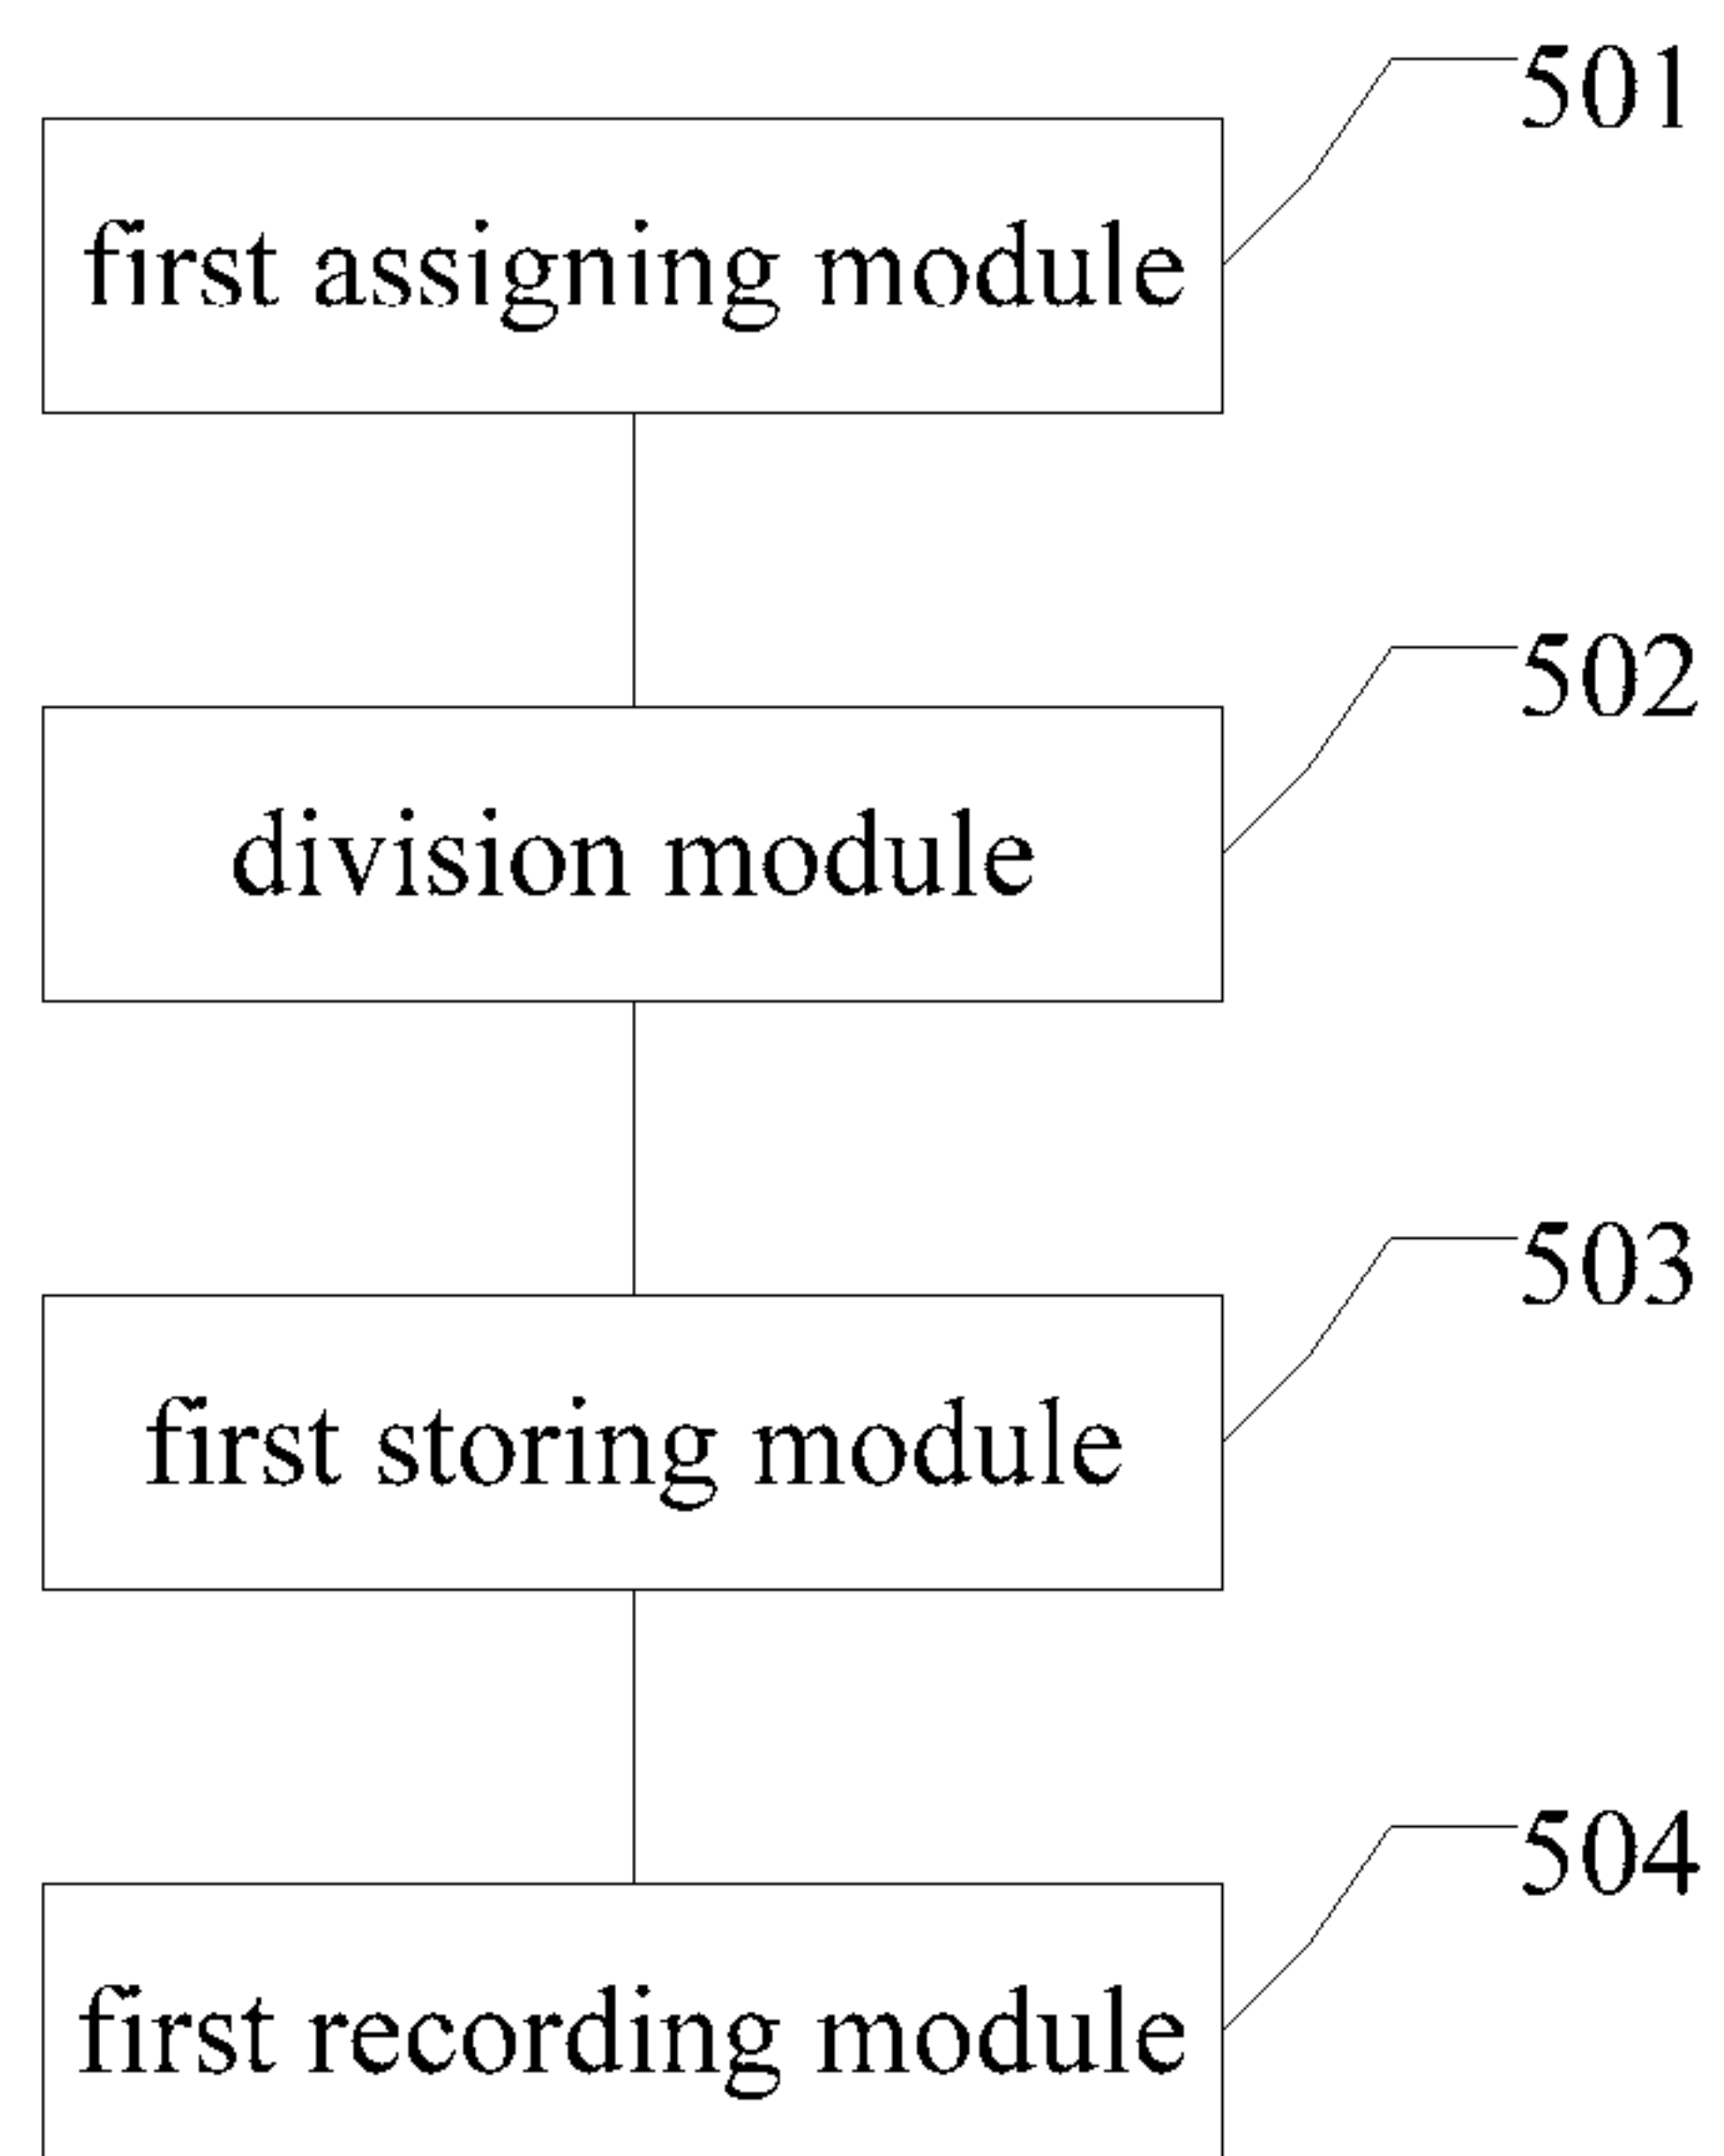 501
first assigning module
502
division module
503
first storing module
504
first recording module